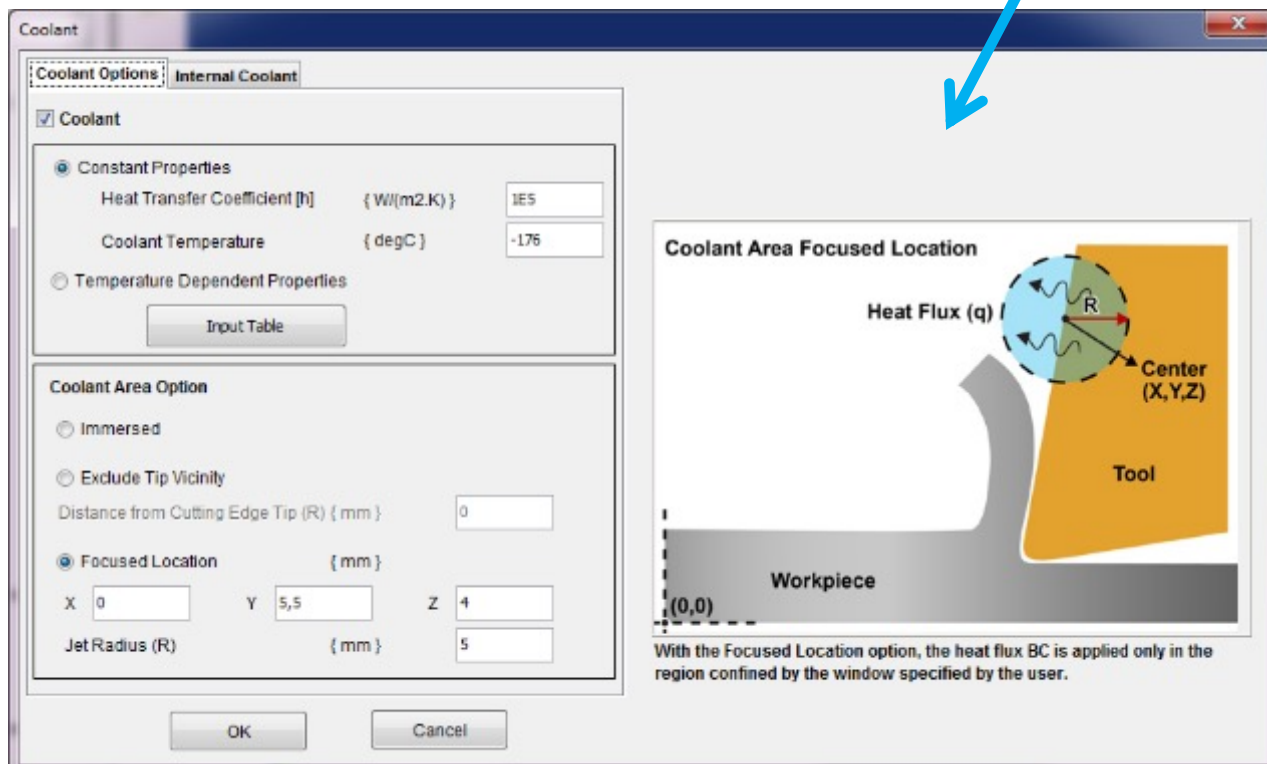 Coolant
Coolant Options Internal Coolant
Coolant
Constant Properties
Heat Transfer Coefficient [h] { W/(m2.K) } 1E5
Coolant Temperature { degC } -176
Temperature Dependent Properties
Input Table
Coolant Area Option
Immersed
Exclude Tip Vicinity
Distance from Cutting Edge Tip (R) { mm } 0
Focused Location { mm }
X 0 Y 5,5 Z 4
Jet Radius (R) { mm } 5
OK Cancel
Coolant Area Focused Location
Heat Flux (q)
R
Center
(X,Y,Z)
Tool
Workpiece
(0,0)
With the Focused Location option, the heat flux BC is applied only in the
region confined by the window specified by the user.